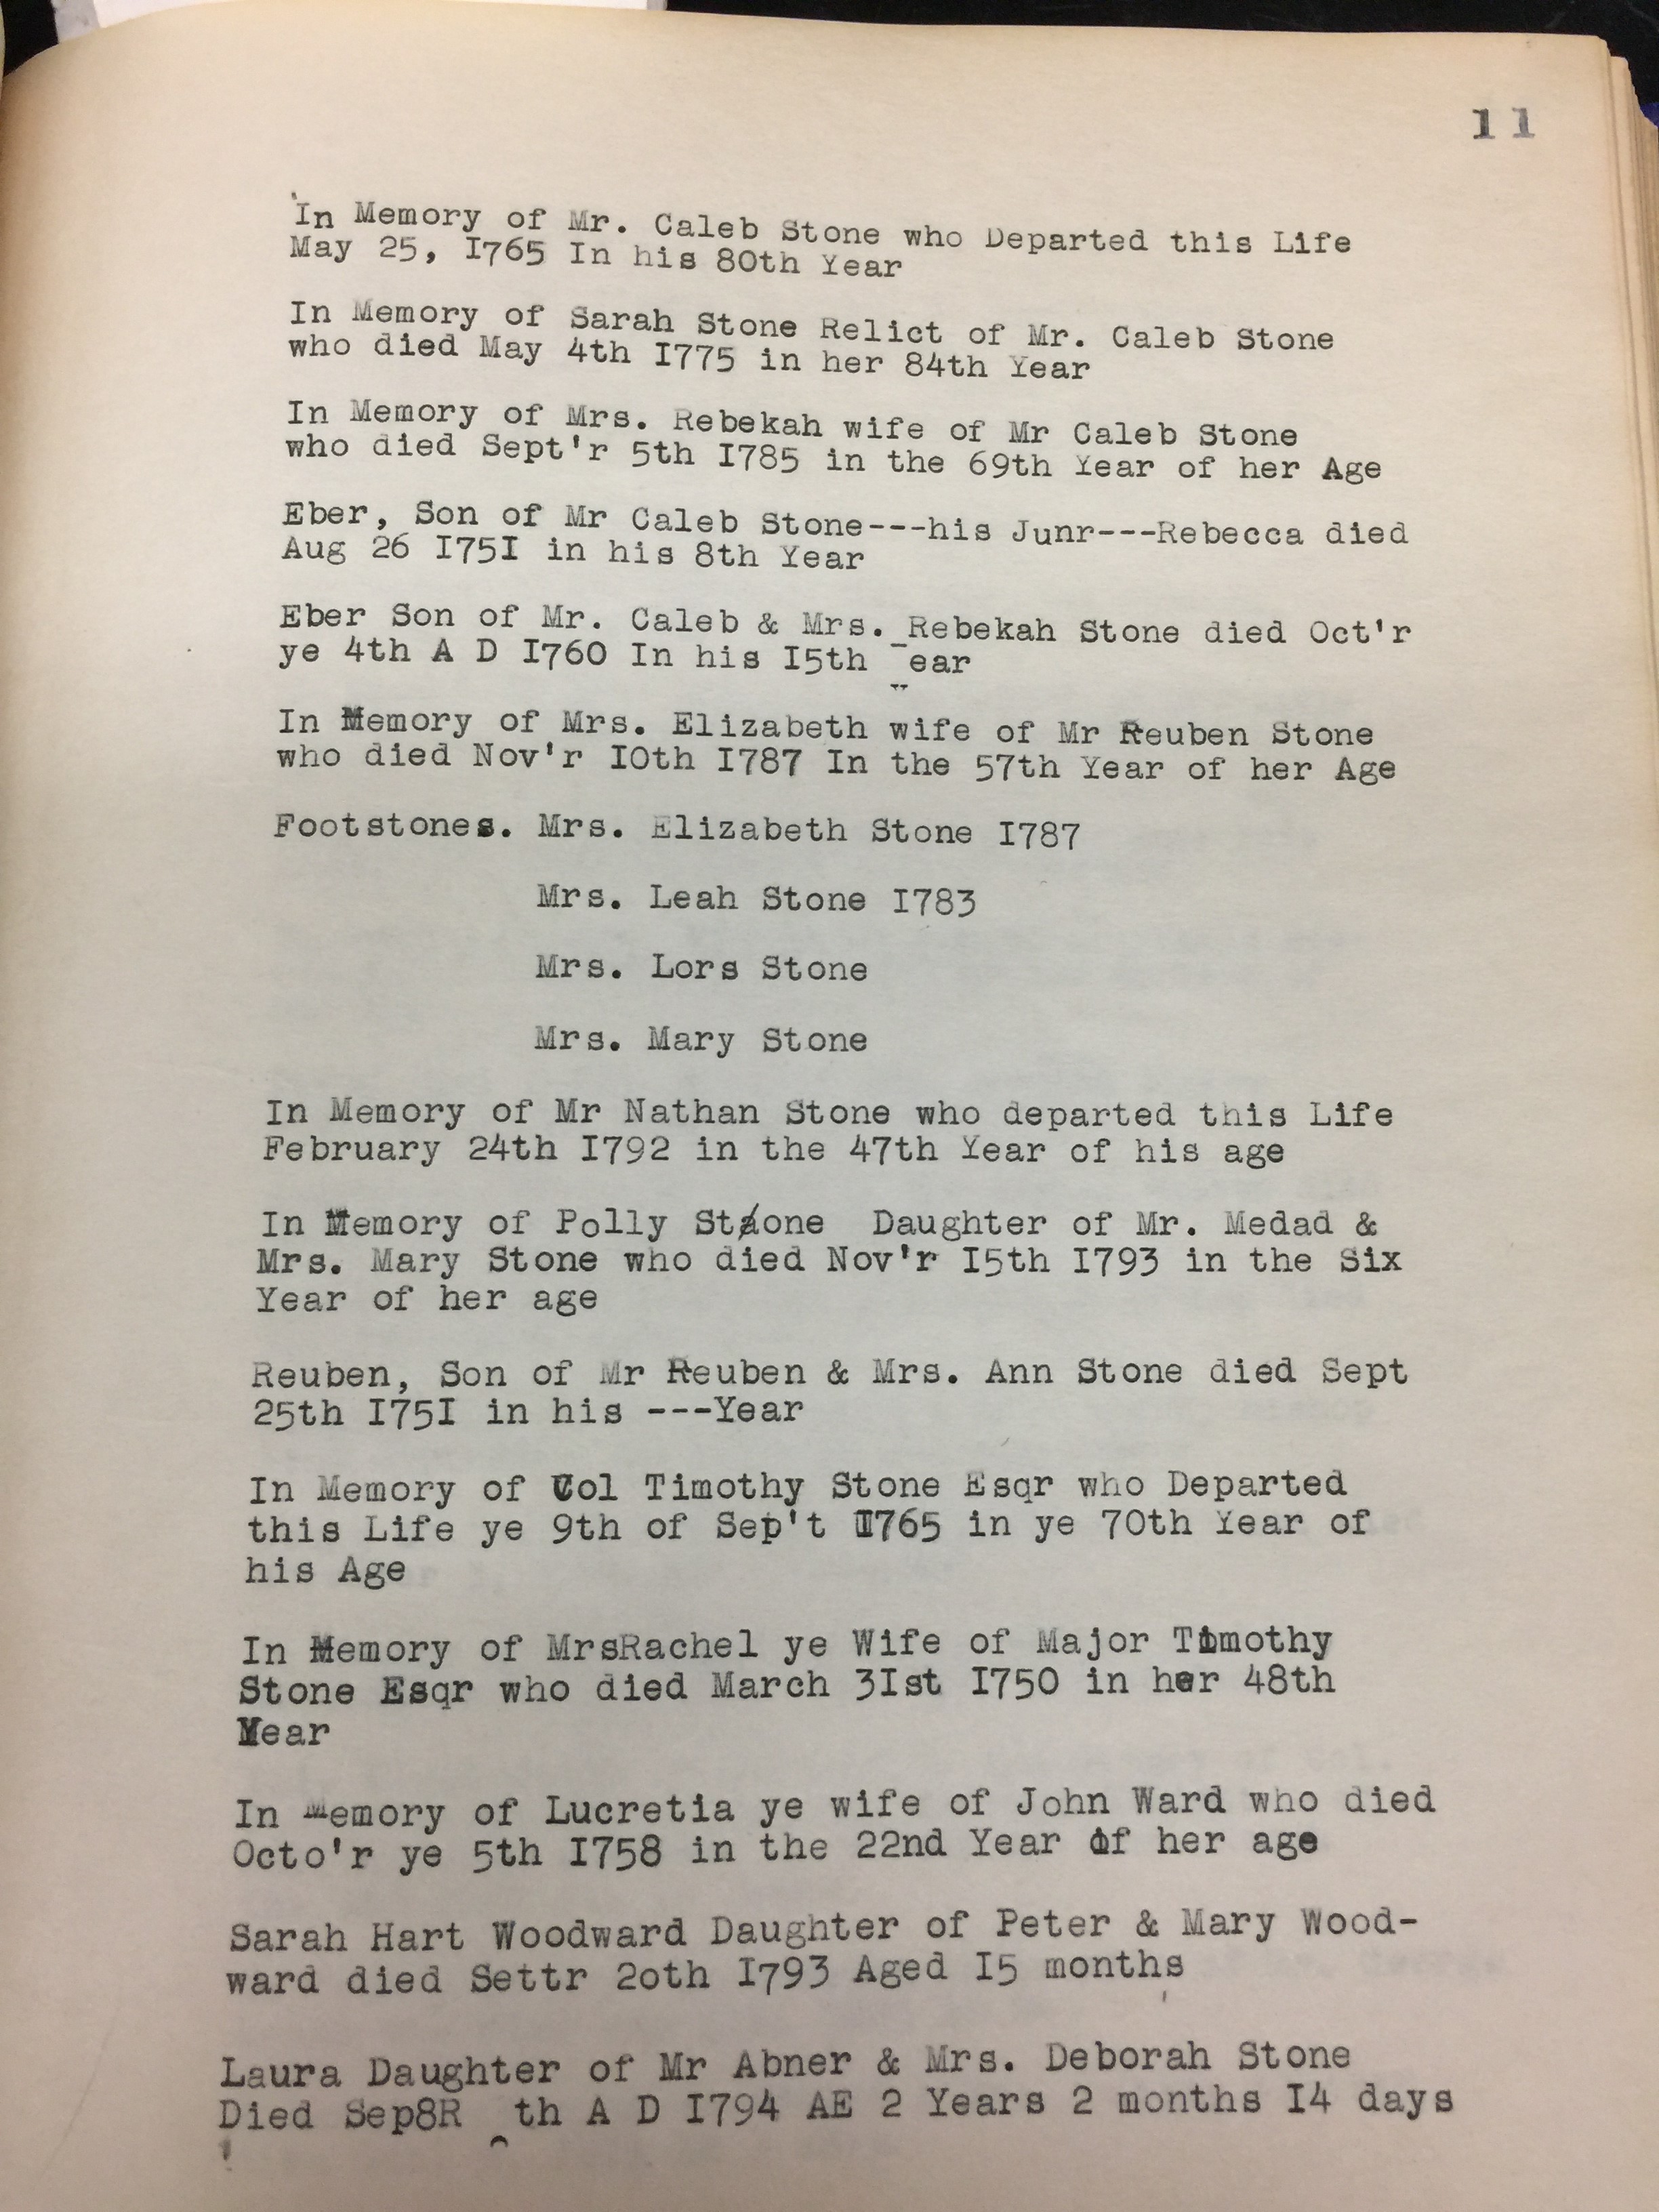 11
In Memory of Mr. Caleb Stone who Departed this Life
May 25, I765 In his 80th Year
In Memory of Sarah Stone Relict of Mr. Caleb Stone
who died May 4th I775 in her 84th Year
In Memory of Mrs. Rebekah wife of Mr Caleb Stone
who died Sept'r 5th I785 in the 69th Year of her Age
Eber, Son of Mr Caleb Stone---his Junr---Rebecca died
Aug 26 I75I in his 8th Year
Eber Son of Mr. Caleb & Mrs. Rebekah Stone died Oct'r
ye 4th A D I760 In his I5th ear
In Memory of Mrs. Elizabeth wife of Mr Reuben Stone
who died Nov'r IOth I787 In the 57th Year of her Age
Footstones. Mrs. Elizabeth Stone I787
Mrs. Leah Stone I783
Mrs. Lors Stone
Mrs. Mary Stone
In Memory of Mr Nathan Stone who departed this Life
February 24th I792 in the 47th Year of his age
In Memory of Polly Staone Daughter of Mr. Medad &
Mrs. Mary Stone who died Nov'r I5th I793 in the Six
Year of her age
Reuben, Son of Mr Reuben & Mrs. Ann Stone died Sept
25th I75I in his ---Year
In Memory of Col Timothy Stone Esqr who Departed
this Life ye 9th of Sep't I765 in ye 70th Year of
his Age
In Memory of MrsRachel ye Wife of Major Timothy
Stone Esqr who died March 3Ist I750 in her 48th
Year
In Memory of Lucretia ye wife of John Ward who died
Octo'r ye 5th I758 in the 22nd Year of her age
Sarah Hart Woodward Daughter of Peter & Mary Wood-
ward died Settr 2oth I793 Aged I5 months
Laura Daughter of Mr Abner & Mrs. Deborah Stone
Died Sep8R th A D I794 AE 2 Years 2 months I4 days